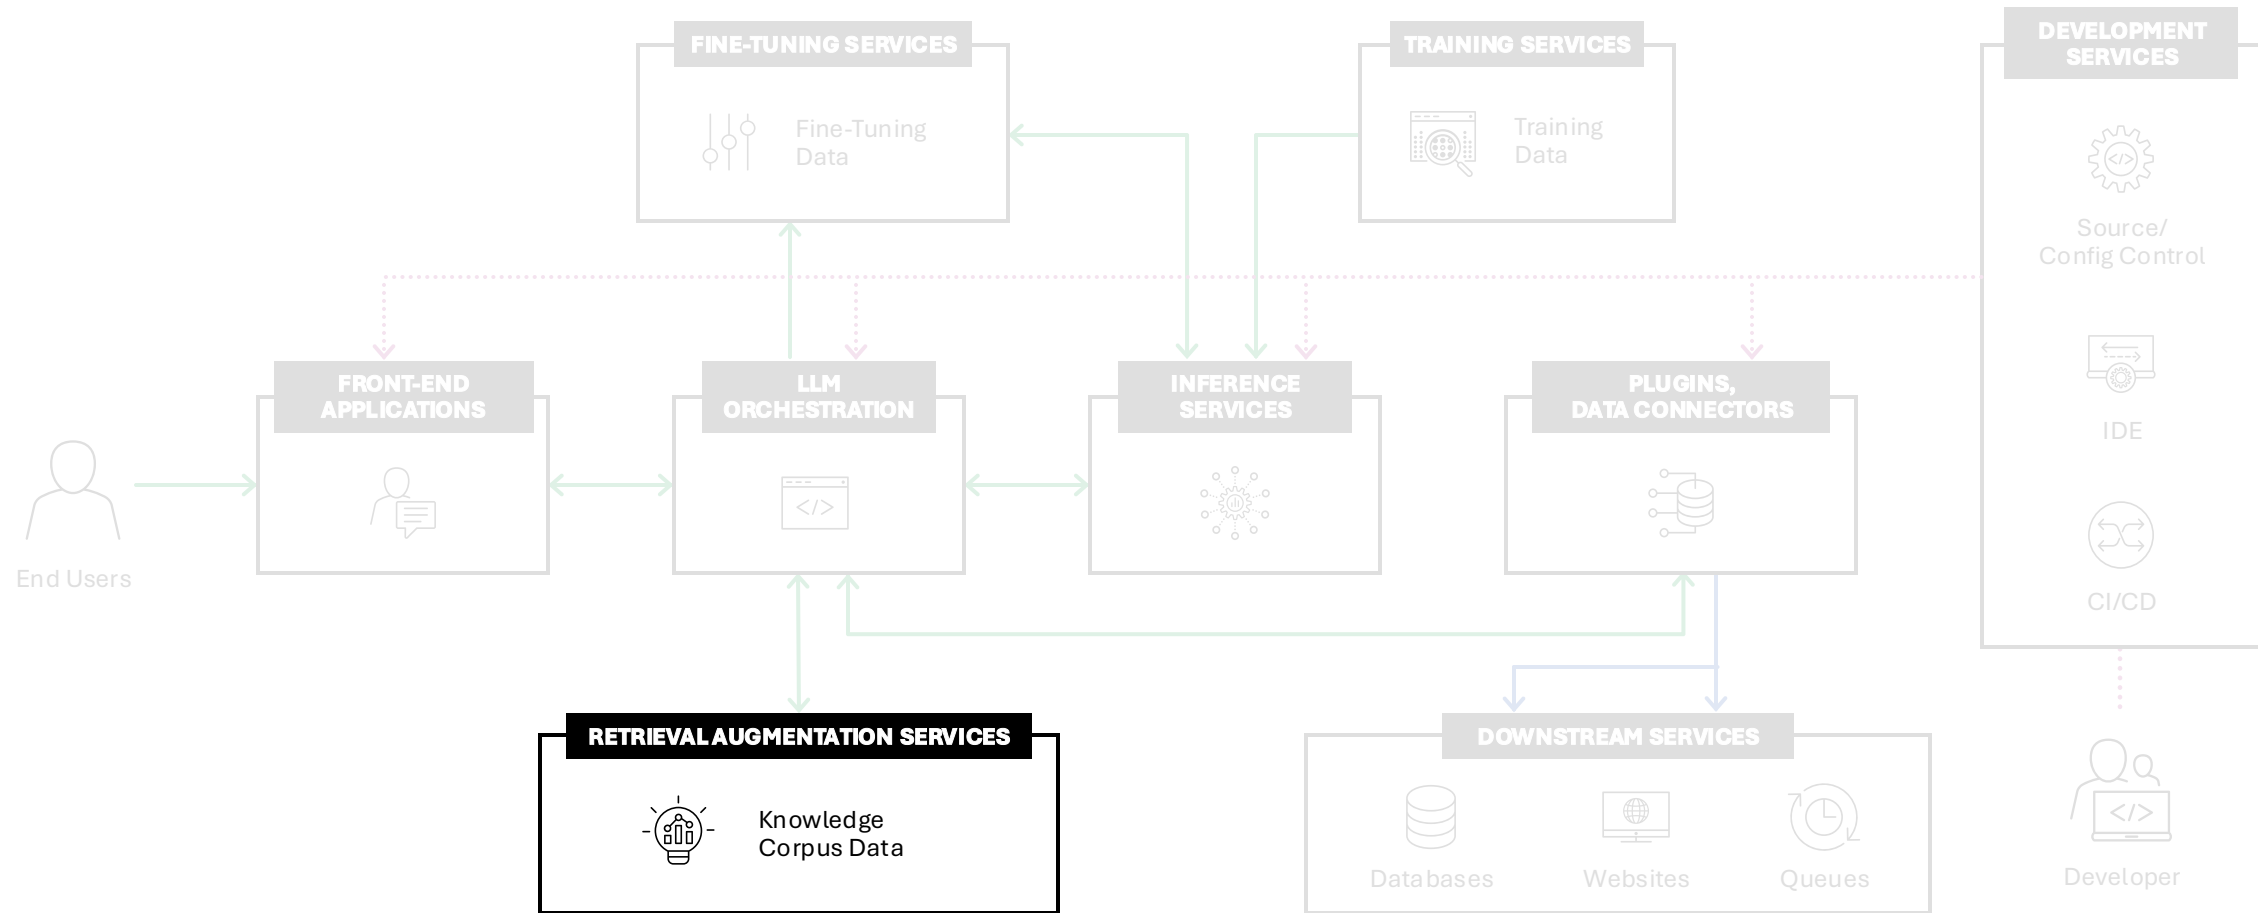 FINE-TUNING SERVICES
Fine-Tuning
Data
TRAINING SERVICES
Training
Data
DEVELOPMENT
SERVICES
Source/
Config Control
IDE
CI/CD
FRONT-END
APPLICATIONS
LLM
ORCHESTRATION
INFERENCE
SERVICES
PLUGINS,
DATA CONNECTORS
End Users
RETRIEVAL AUGMENTATION SERVICES
Knowledge
Corpus Data
DOWNSTREAM SERVICES
Databases
Websites
Queues
Developer